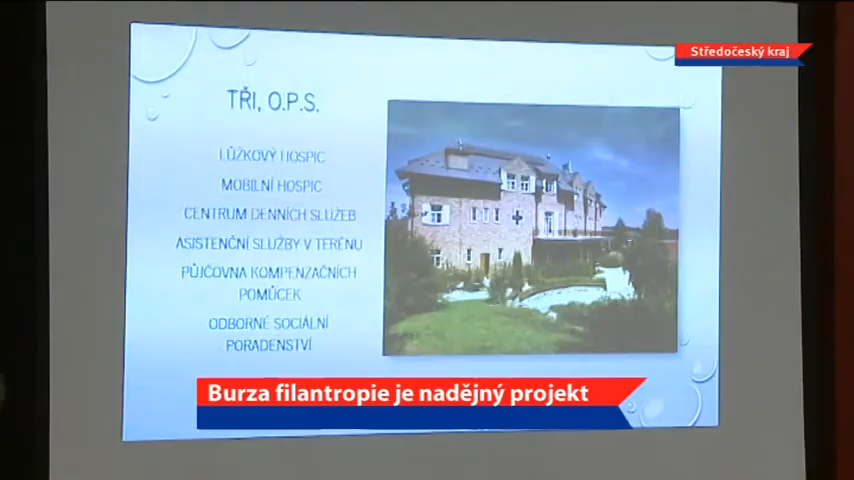 Středočeský kraj
TŘI, O.P.S.
LŮŽKOVÝ HOSPIC
MOBILNÍ HOSPIC
CENTRUM DENNÍCH SLUŽEB
ASISTENČNÍ SLUŽBY V TERÉNU
PŮJČOVNA KOMPENZAČNÍCH
POMŮCEK
ODBORNÉ SOCIÁLNÍ
PORADENSTVÍ
Burza filantropie je nadějný projekt